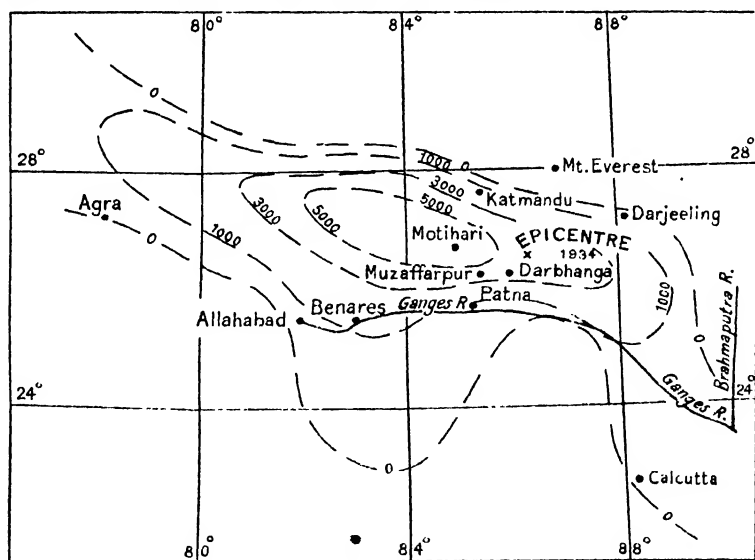 80° 84° 88°
0
1000 0
28° 28°
Mt. Everest
3000
Katmandu
Agra
3000
5000
5000
Darjeeling
0
1000
Motihari
EPICENTRE
x 1934
Muzaffarpur
Darbhanga
1000
Benares
Ganges R.
Patna
Allahabad
0
Brahmaputra R.
24° 24°
Ganges R.
0
Calcutta
0
80° 84° 88°